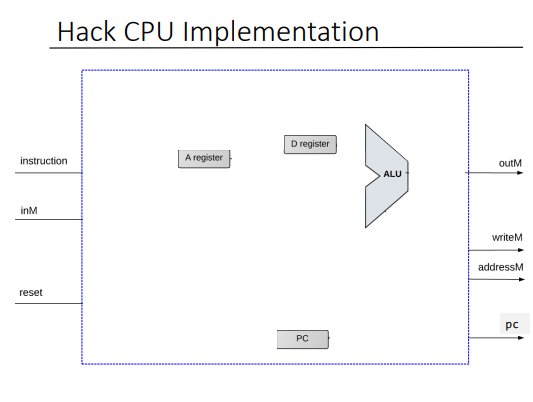 Hack CPU Implementation
instruction
A register
D register
ALU
outM
inM
writeM
addressM
reset
PC
pc